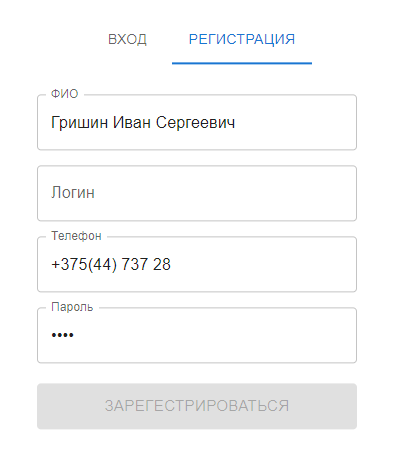 ВХОД РЕГИСТРАЦИЯ
ФИО
Гришин Иван Сергеевич
Логин
Телефон
+375(44) 737 28
Пароль
••••
ЗАРЕГЕСТРИРОВАТЬСЯ